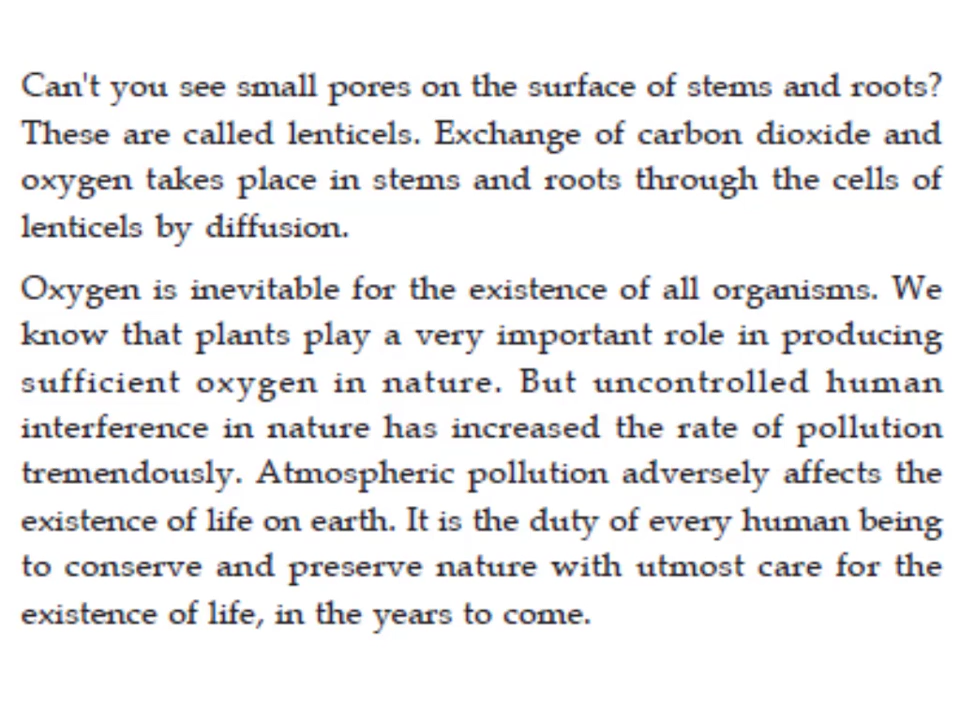 Can't you see small pores on the surface of stems and roots?
These are called lenticels. Exchange of carbon dioxide and
oxygen takes place in stems and roots through the cells of
lenticels by diffusion.
Oxygen is inevitable for the existence of all organisms. We
know that plants play a very important role in producing
sufficient oxygen in nature. But uncontrolled human
interference in nature has increased the rate of pollution
tremendously. Atmospheric pollution adversely affects the
existence of life on earth. It is the duty of every human being
to conserve and preserve nature with utmost care for the
existence of life, in the years to come.